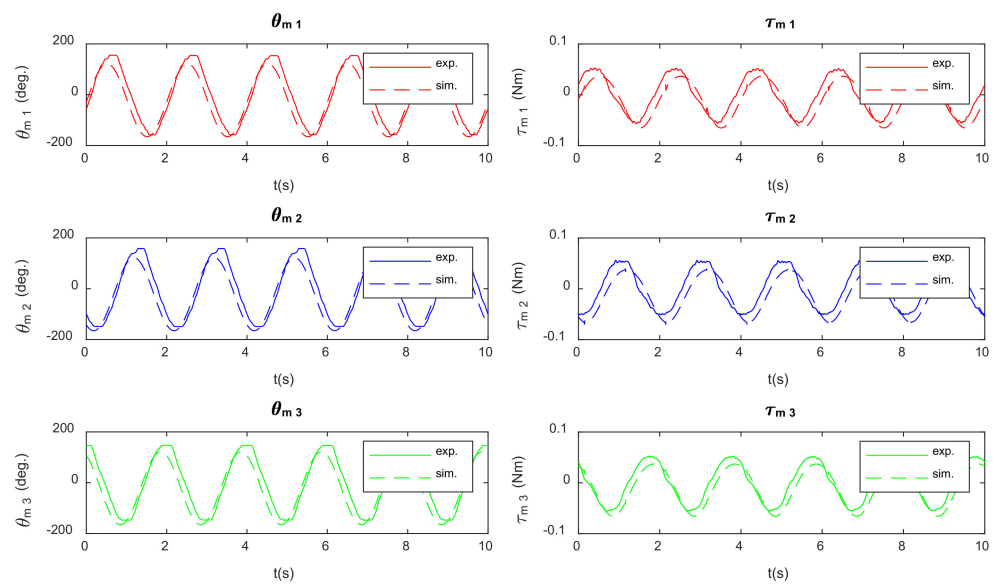 θm 1
200
0
-200
θm 1 (deg.)
exp.
sim.
0 2 4 6 8 10
t(s)
τm 1
0.1
0
-0.1
τm 1 (Nm)
exp.
sim.
0 2 4 6 8 10
t(s)
θm 2
200
0
-200
θm 2 (deg.)
exp.
sim.
0 2 4 6 8 10
t(s)
τm 2
0.1
0
-0.1
τm 2 (Nm)
exp.
sim.
0 2 4 6 8 10
t(s)
θm 3
200
0
-200
θm 3 (deg.)
exp.
sim.
0 2 4 6 8 10
t(s)
τm 3
0.1
0
-0.1
τm 3 (Nm)
exp.
sim.
0 2 4 6 8 10
t(s)